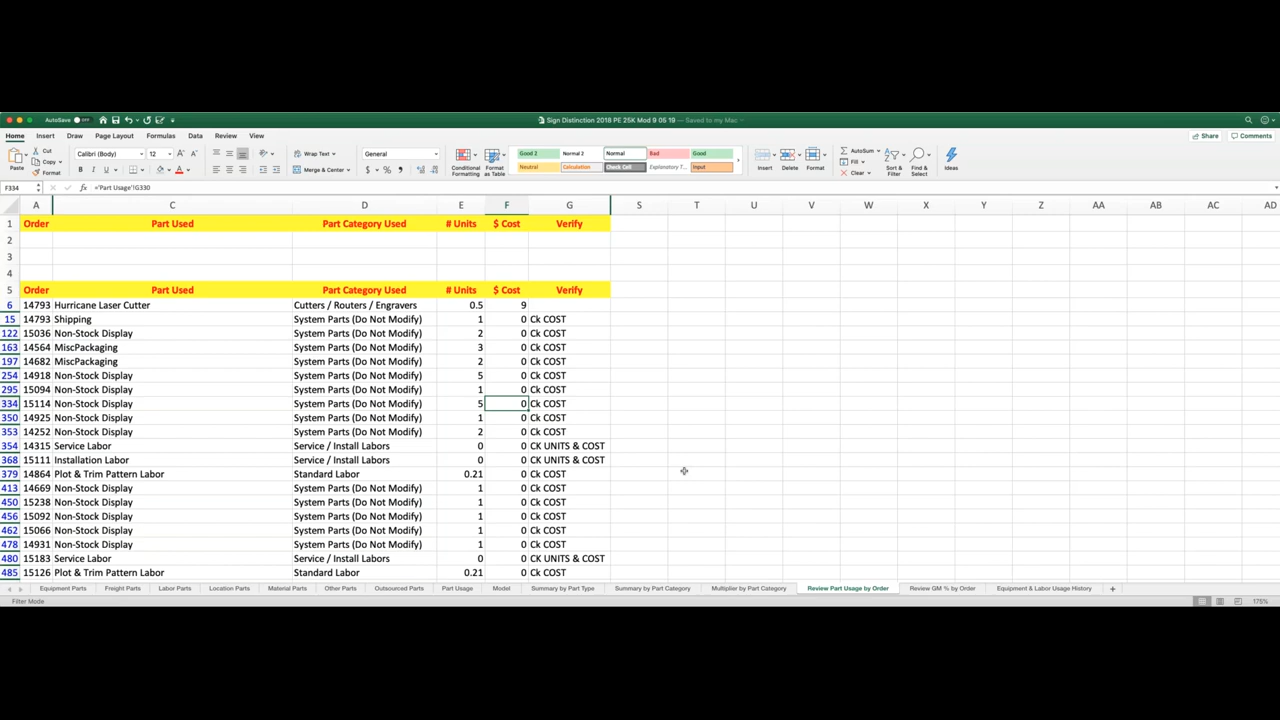 AutoSave OFF Sign Distinction 2018 PE 25K Mod 9 05 19 — Saved to my Mac
Home Insert Draw Page Layout Formulas Data Review View Share Comments
Paste Cut Copy Format Calibri (Body) 12 Wrap Text General Conditional Formatting Format as Table Good 2 Normal 2 Normal Bad Good Insert Delete Format AutoSum Fill Clear Sort & Filter Find & Select Ideas
B I U Merge & Center $ % Neutral Calculation Check Cell Explanatory T... Input
F334 fx ='Part Usage'!G330
A C D E F G S T U V W X Y Z AA AB AC AD
1 Order Part Used Part Category Used # Units $ Cost Verify
2
3
4
5 Order Part Used Part Category Used # Units $ Cost Verify
6 14793 Hurricane Laser Cutter Cutters / Routers / Engravers 0.5 9
15 14793 Shipping System Parts (Do Not Modify) 1 0 Ck COST
122 15036 Non-Stock Display System Parts (Do Not Modify) 2 0 Ck COST
163 14564 MiscPackaging System Parts (Do Not Modify) 3 0 Ck COST
197 14682 MiscPackaging System Parts (Do Not Modify) 2 0 Ck COST
254 14918 Non-Stock Display System Parts (Do Not Modify) 5 0 Ck COST
295 15094 Non-Stock Display System Parts (Do Not Modify) 1 0 Ck COST
334 15114 Non-Stock Display System Parts (Do Not Modify) 5 0 Ck COST
350 14925 Non-Stock Display System Parts (Do Not Modify) 1 0 Ck COST
353 14252 Non-Stock Display System Parts (Do Not Modify) 2 0 Ck COST
354 14315 Service Labor Service / Install Labors 0 0 CK UNITS & COST
368 15111 Installation Labor Service / Install Labors 0 0 CK UNITS & COST
379 14864 Plot & Trim Pattern Labor Standard Labor 0.21 0 Ck COST
413 14669 Non-Stock Display System Parts (Do Not Modify) 1 0 Ck COST
450 15238 Non-Stock Display System Parts (Do Not Modify) 1 0 Ck COST
456 15092 Non-Stock Display System Parts (Do Not Modify) 1 0 Ck COST
462 15066 Non-Stock Display System Parts (Do Not Modify) 1 0 Ck COST
478 14931 Non-Stock Display System Parts (Do Not Modify) 1 0 Ck COST
480 15183 Service Labor Service / Install Labors 0 0 CK UNITS & COST
485 15126 Plot & Trim Pattern Labor Standard Labor 0.21 0 Ck COST
Equipment Parts Freight Parts Labor Parts Location Parts Material Parts Other Parts Outsourced Parts Part Usage Model Summary by Part Type Summary by Part Category Multiplier by Part Category Review Part Usage by Order Review GM % by Order Equipment & Labor Usage History +
Filter Mode 175%